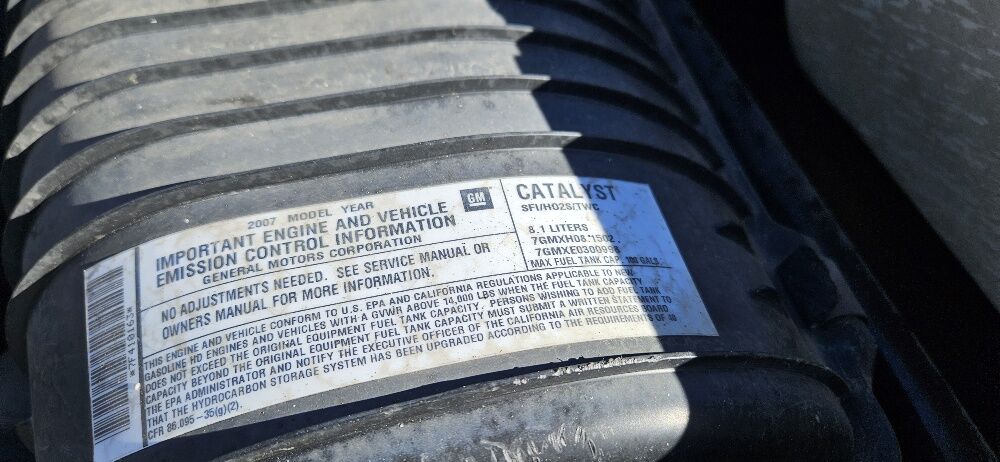 2007 MODEL YEAR
IMPORTANT ENGINE AND VEHICLE
EMISSION CONTROL INFORMATION
GENERAL MOTORS CORPORATION
GM
NO ADJUSTMENTS NEEDED. SEE SERVICE MANUAL OR
OWNERS MANUAL FOR MORE INFORMATION.
CATALYST
SFI/HO2S/TWC
8.1 LITERS
7GMXH08.1502
7GMXE0300998
MAX FUEL TANK CAP. 100 GALS.
THIS ENGINE AND VEHICLE CONFORM TO U.S. EPA AND CALIFORNIA REGULATIONS APPLICABLE TO NEW
GASOLINE HD ENGINES AND VEHICLES WITH A GVWR ABOVE 14,000 LBS WHEN THE FUEL TANK CAPACITY
DOES NOT EXCEED THE ORIGINAL EQUIPMENT FUEL TANK CAPACITY. PERSONS WISHING TO ADD FUEL TANK
CAPACITY BEYOND THE ORIGINAL EQUIPMENT FUEL TANK CAPACITY MUST SUBMIT A WRITTEN STATEMENT TO
THE EPA ADMINISTRATOR AND NOTIFY THE EXECUTIVE OFFICER OF THE CALIFORNIA AIR RESOURCES BOARD
THAT THE HYDROCARBON STORAGE SYSTEM HAS BEEN UPGRADED ACCORDING TO THE REQUIREMENTS OF 40
CFR 86.095-35(g)(2).